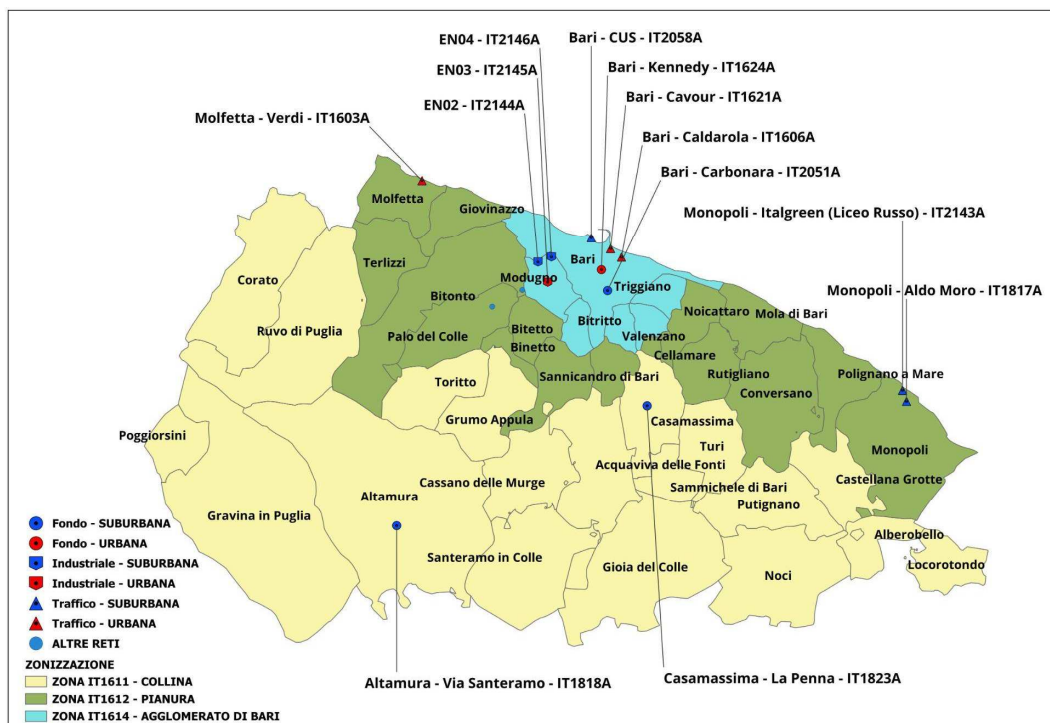 EN04 - IT2146A
Bari - CUS - IT2058A
EN03 - IT2145A
Bari - Kennedy - IT1624A
EN02 - IT2144A
Bari - Cavour - IT1621A
Molfetta - Verdi - IT1603A
Bari - Caldarola - IT1606A
Bari - Carbonara - IT2051A
Monopoli - Italgreen (Liceo Russo) - IT2143A
Monopoli - Aldo Moro - IT1817A
Molfetta
Giovinazzo
Terlizzi
Bari
Corato
Modugno
Triggiano
Bitonto
Ruvo di Puglia
Noicattaro
Mola di Bari
Bitritto
Bitetto
Palo del Colle
Valenzano
Binetto
Cellamare
Rutigliano
Polignano a Mare
Sannicandro di Bari
Toritto
Conversano
Grumo Appula
Casamassima
Poggiorsini
Turi
Monopoli
Acquaviva delle Fonti
Castellana Grotte
Cassano delle Murge
Sammichele di Bari
Altamura
Putignano
Gravina in Puglia
Alberobello
Santeramo in Colle
Gioia del Colle
Noci
Locorotondo
Fondo - SUBURBANA
Fondo - URBANA
Industriale - SUBURBANA
Industriale - URBANA
Traffico - SUBURBANA
Traffico - URBANA
ALTRE RETI
ZONIZZAZIONE
ZONA IT1611 - COLLINA
ZONA IT1612 - PIANURA
ZONA IT1614 - AGGLOMERATO DI BARI
Altamura - Via Santeramo - IT1818A
Casamassima - La Penna - IT1823A